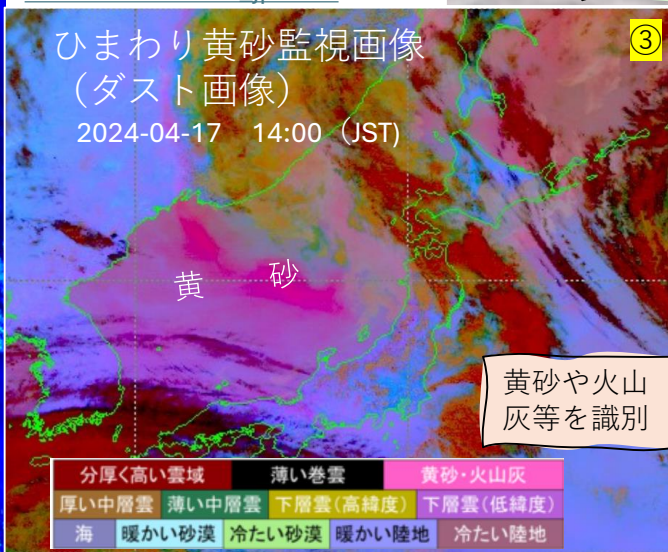 ひまわり黄砂監視画像
③
（ダスト画像）
2024-04-17 14:00（JST)
黄 砂
黄砂や火山
灰等を識別
分厚く高い雲域 薄い巻雲 黄砂・火山灰
厚い中層雲 薄い中層雲 下層雲(高緯度) 下層雲(低緯度)
海 暖かい砂漠 冷たい砂漠 暖かい陸地 冷たい陸地